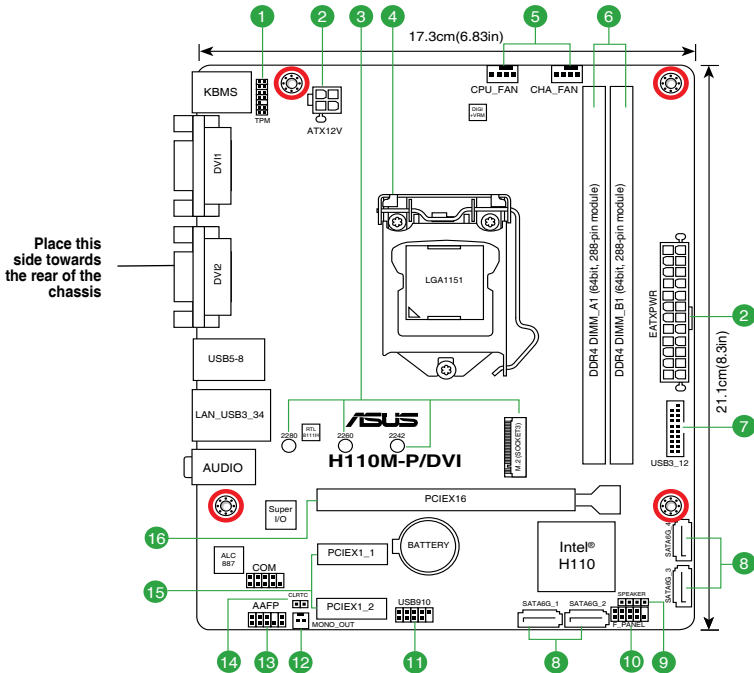 1
2
3
4
5
6
17.3cm(6.83in)
KBMS
TPM
ATX12V
CPU_FAN
CHA_FAN
DIGI
+VRM
DVI1
DVI2
Place this
side towards
the rear of the
chassis
LGA1151
DDR4 DIMM_A1 (64bit, 288-pin module)
DDR4 DIMM_B1 (64bit, 288-pin module)
EATXPWR
2
21.1cm(8.3in)
USB5-8
LAN_USB3_34
AUDIO
2280
RTL
8111H
2260
2242
ASUS
H110M-P/DVI
M.2(SOCKET3)
USB3_12
7
PCIEX16
16
Super
I/O
ALC
887
COM
PCIEX1_1
BATTERY
Intel®
H110
SATA6G_4
SATA6G_3
8
15
CLRTC
14
AAFP
PCIEX1_2
MONO_OUT
USB910
SATA6G_1
SATA6G_2
SPEAKER
F_PANEL
13
12
11
8
10
9